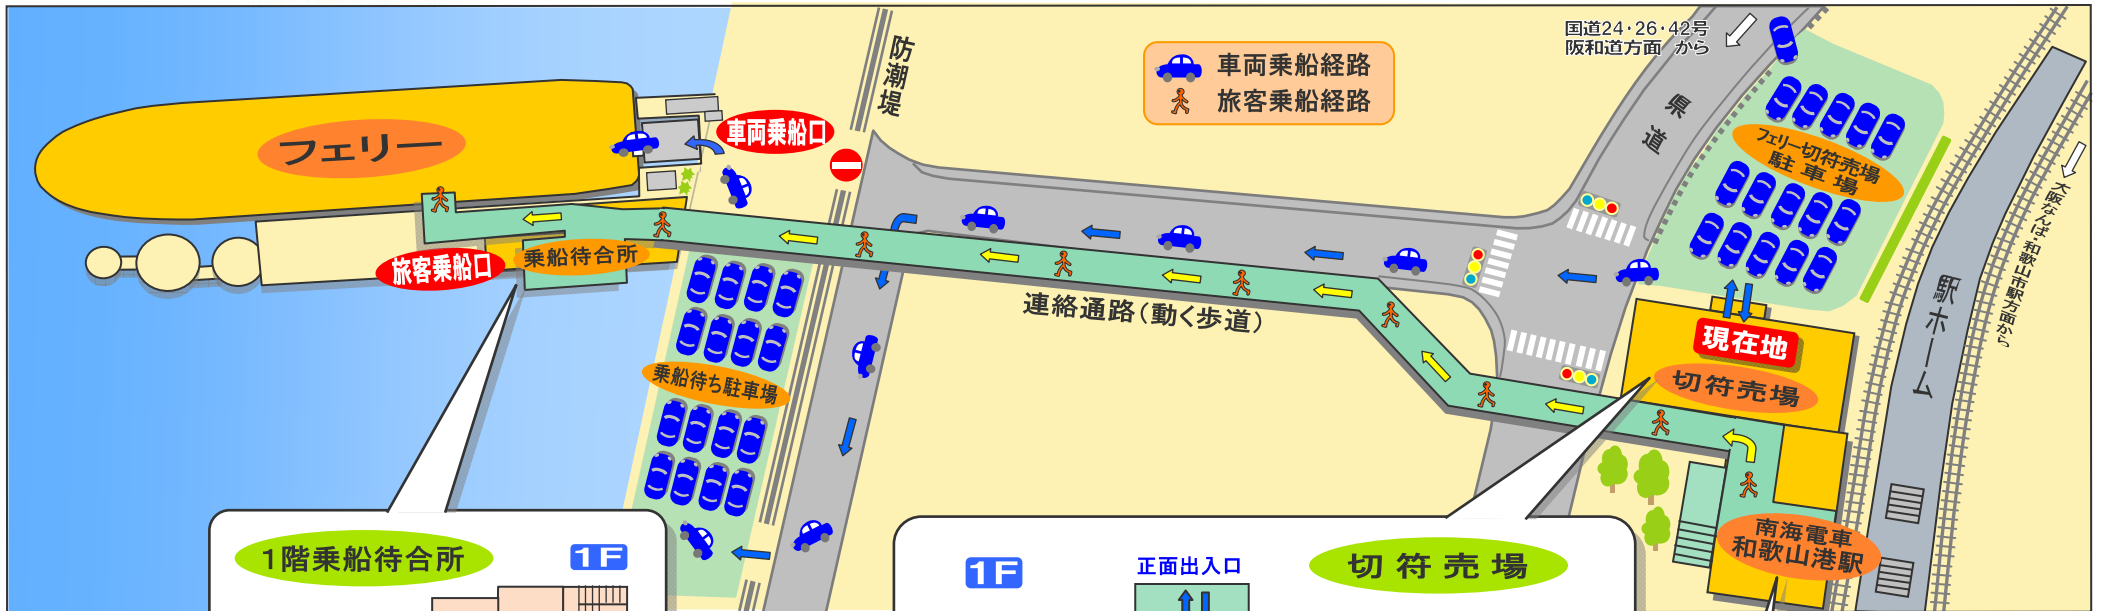 国道24・26・42号
阪和道方面 から
防潮堤
車両乗船経路
旅客乗船経路
県道
フェリー
車両乗船口
フェリー切符売場
駐車場
大阪なんば・和歌山市駅方面から
旅客乗船口
乗船待合所
連絡通路(動く歩道)
駅ホーム
現在地
切符売場
乗船待ち駐車場
南海電車
和歌山港駅
1階乗船待合所
1F
1F
正面出入口
切符売場